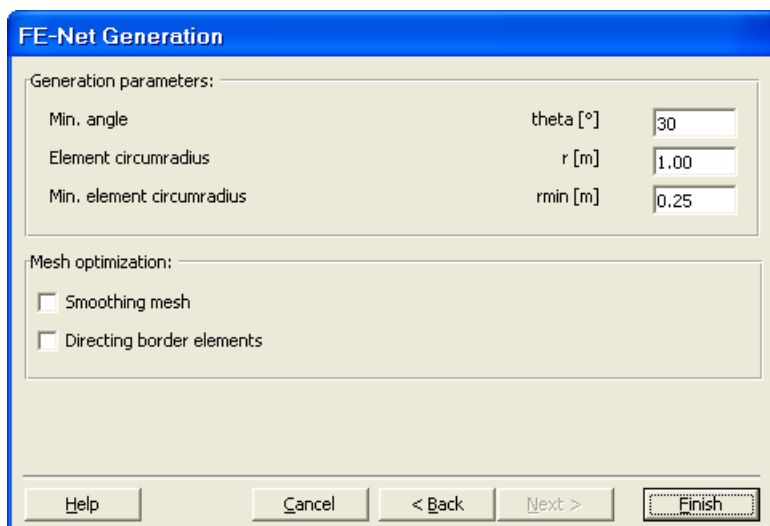 FE-Net Generation
Generation parameters:
Min. angle theta [°] 30
Element circumradius r [m] 1.00
Min. element circumradius rmin [m] 0.25
Mesh optimization:
Smoothing mesh
Directing border elements
Help Cancel < Back Next > Finish